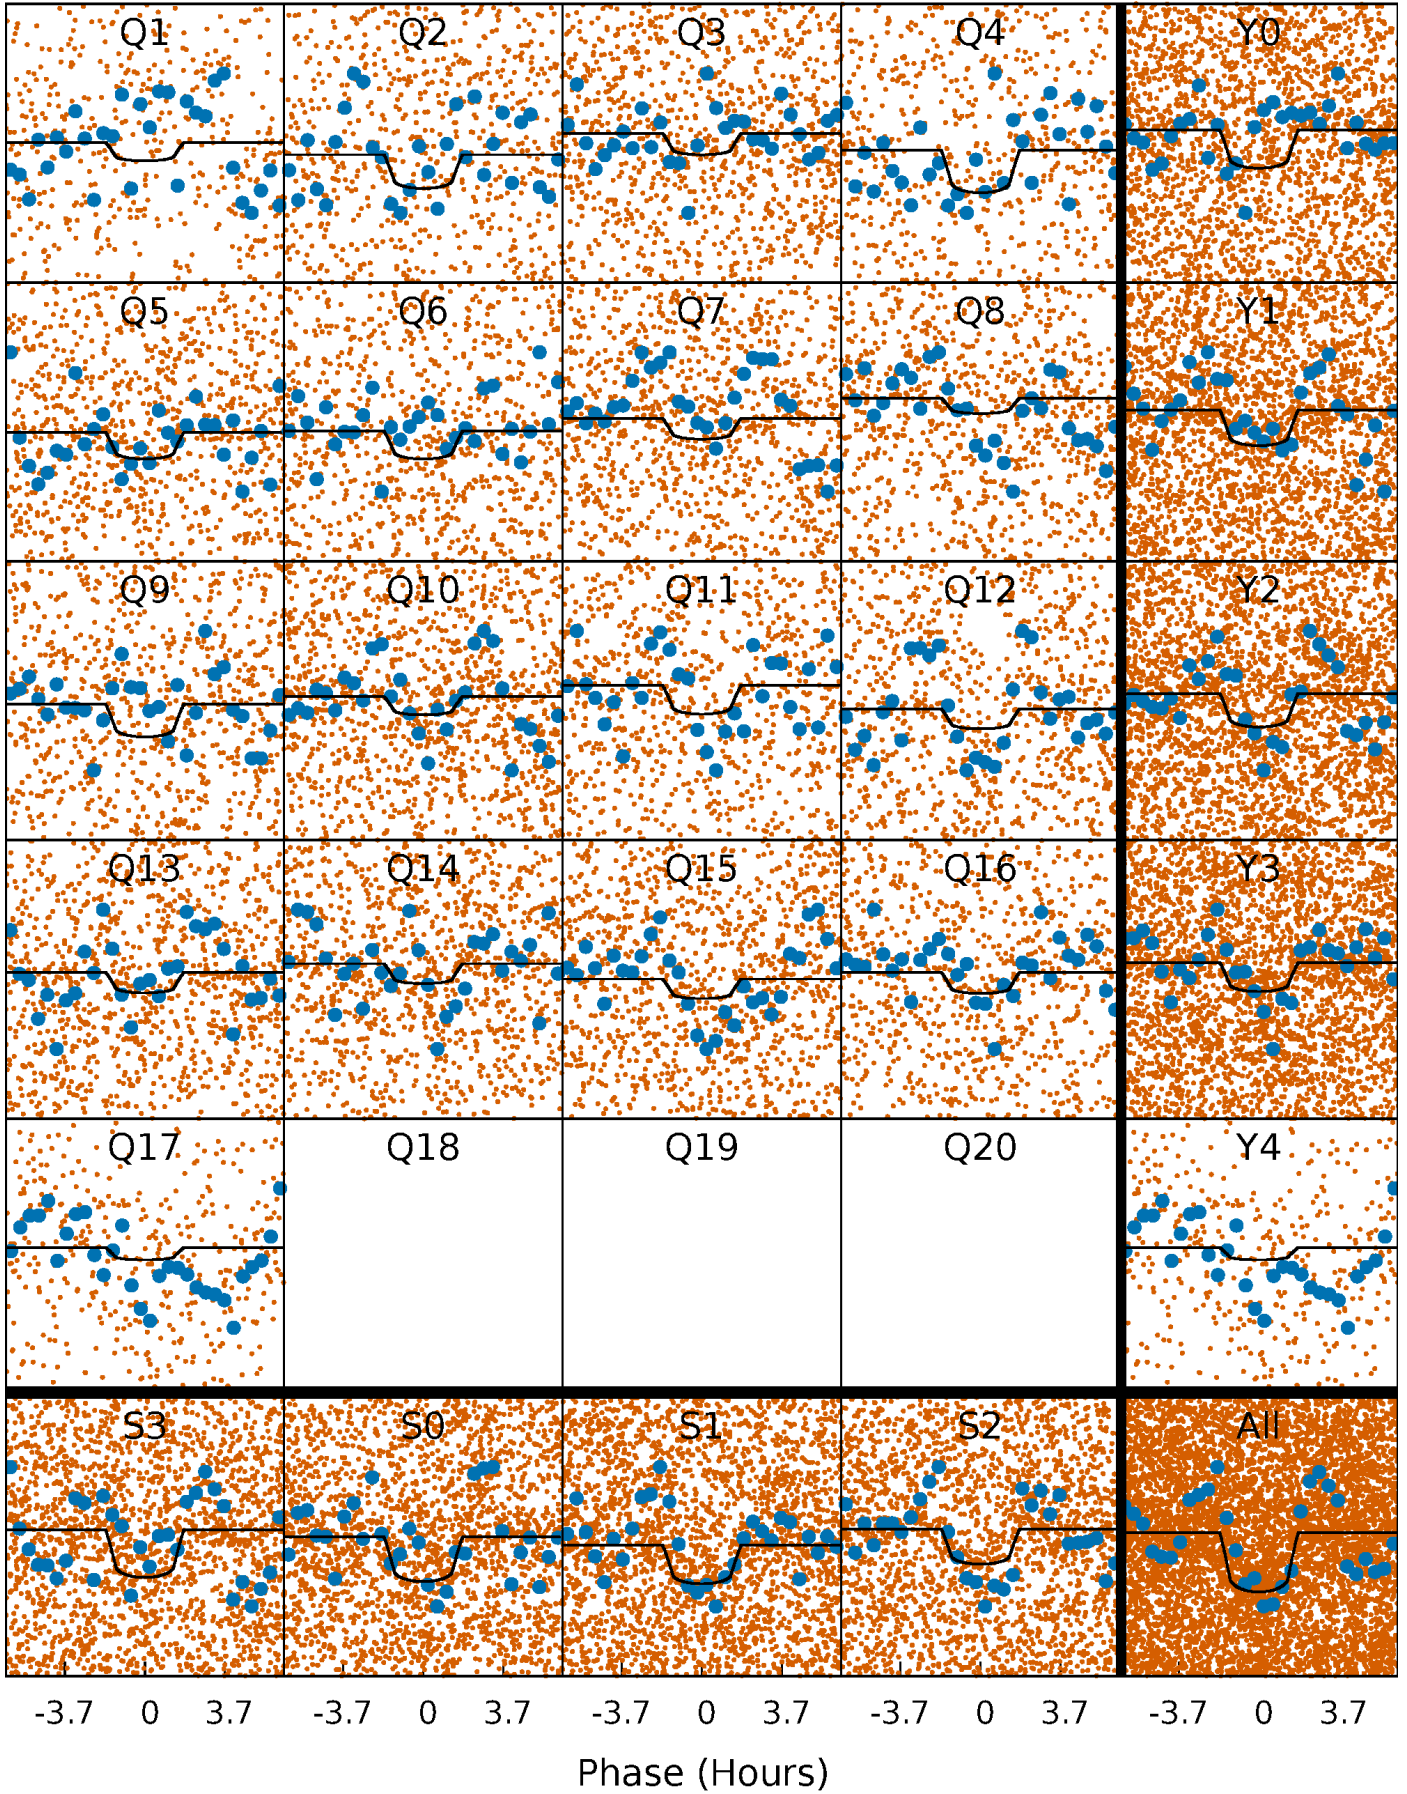 Q1 Q2 Q3 Q4 Y0
Q5 Q6 Q7 Q8 Y1
Q9 Q10 Q11 Q12 Y2
Q13 Q14 Q15 Q16 Y3
Q17 Q18 Q19 Q20 Y4
S3 S0 S1 S2 All
-3.7 0 3.7 -3.7 0 3.7 -3.7 0 3.7 -3.7 0 3.7 -3.7 0 3.7
Phase (Hours)